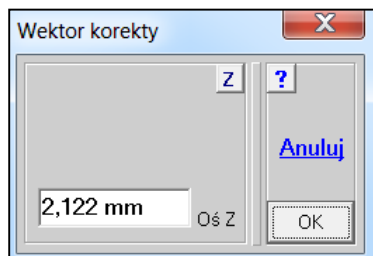 Wektor korekty
X
Z
?
Anuluj
2,122 mm
Oś Z
OK